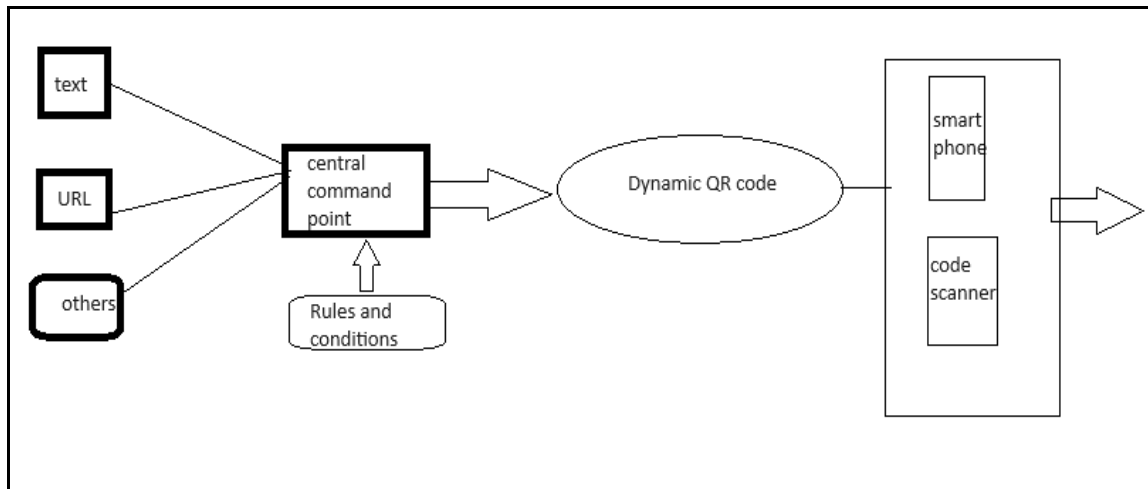 text
URL
others
central
command
point
Rules and
conditions
Dynamic QR code
smart
phone
code
scanner